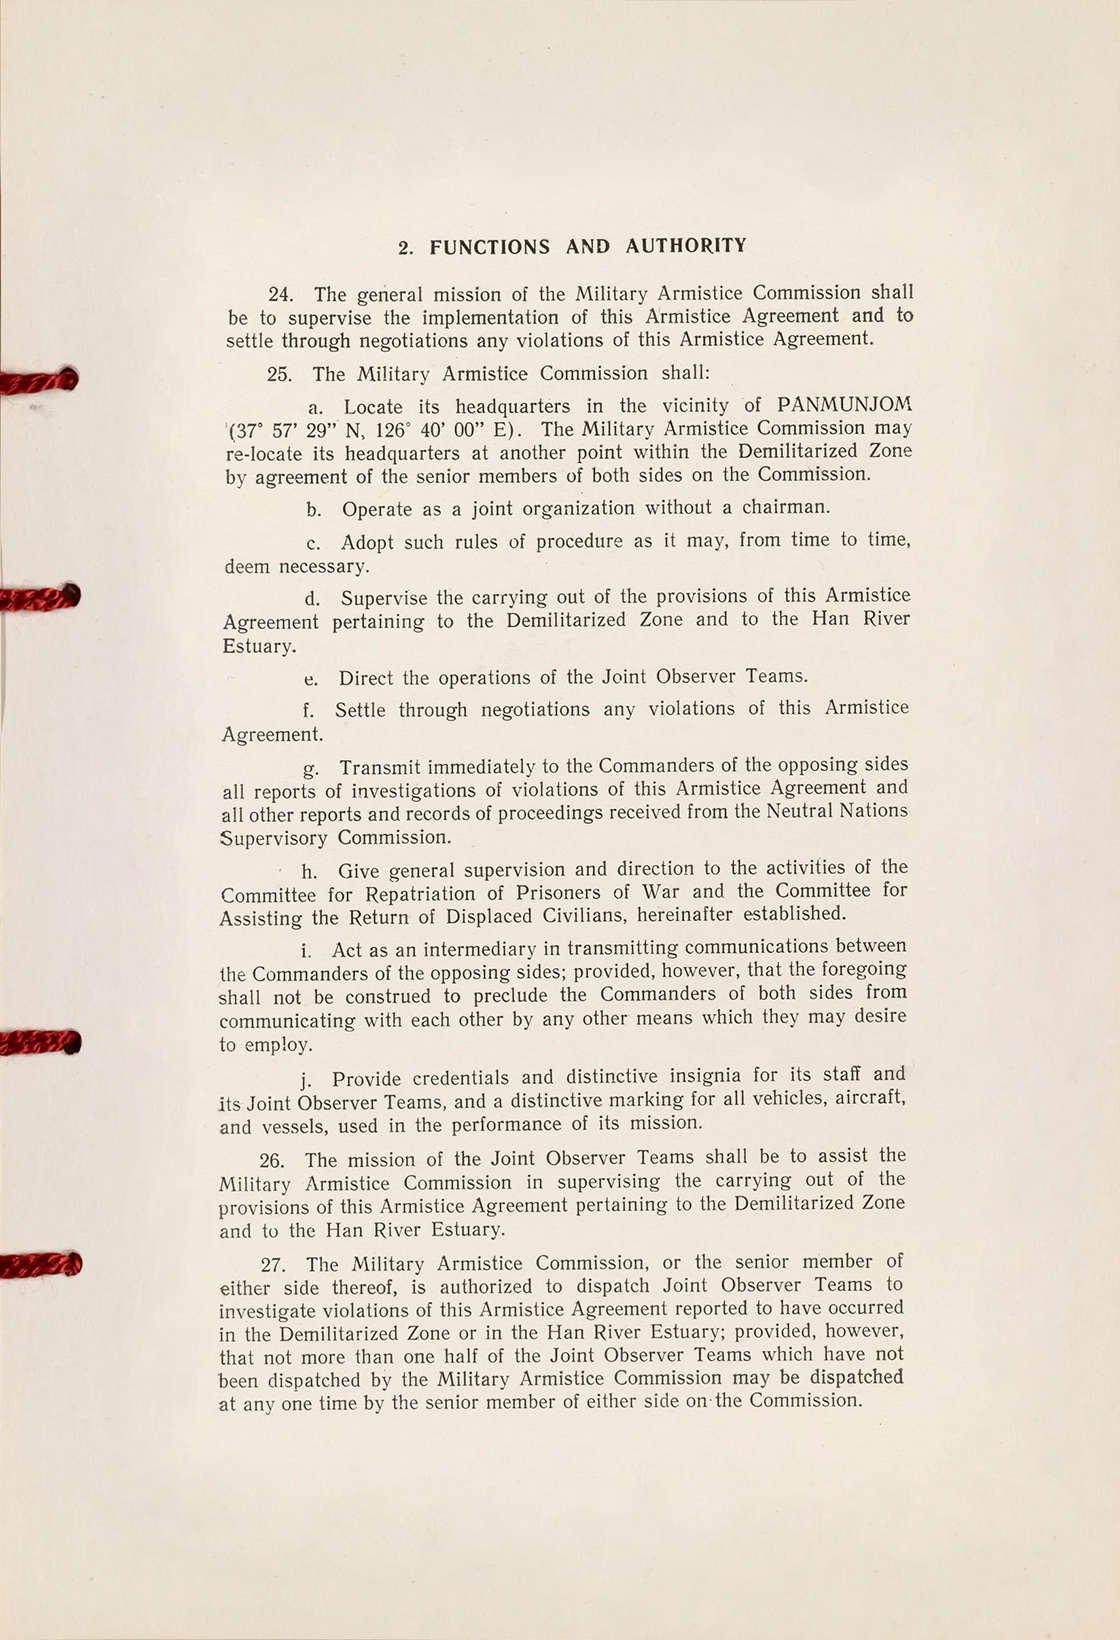 2. FUNCTIONS AND AUTHORITY
24. The general mission of the Military Armistice Commission shall
be to supervise the implementation of this Armistice Agreement and to
settle through negotiations any violations of this Armistice Agreement.
25. The Military Armistice Commission shall:
a. Locate its headquarters in the vicinity of PANMUNJOM
(37° 57’ 29” N, 126° 40’ 00” E). The Military Armistice Commission may
re-locate its headquarters at another point within the Demilitarized Zone
by agreement of the senior members of both sides on the Commission.
b. Operate as a joint organization without a chairman.
c. Adopt such rules of procedure as it may, from time to time,
deem necessary.
d. Supervise the carrying out of the provisions of this Armistice
Agreement pertaining to the Demilitarized Zone and to the Han River
Estuary.
e. Direct the operations of the Joint Observer Teams.
f. Settle through negotiations any violations of this Armistice
Agreement.
g. Transmit immediately to the Commanders of the opposing sides
all reports of investigations of violations of this Armistice Agreement and
all other reports and records of proceedings received from the Neutral Nations
Supervisory Commission.
h. Give general supervision and direction to the activities of the
Committee for Repatriation of Prisoners of War and the Committee for
Assisting the Return of Displaced Civilians, hereinafter established.
i. Act as an intermediary in transmitting communications between
the Commanders of the opposing sides; provided, however, that the foregoing
shall not be construed to preclude the Commanders of both sides from
communicating with each other by any other means which they may desire
to employ.
j. Provide credentials and distinctive insignia for its staff and
its Joint Observer Teams, and a distinctive marking for all vehicles, aircraft,
and vessels, used in the performance of its mission.
26. The mission of the Joint Observer Teams shall be to assist the
Military Armistice Commission in supervising the carrying out of the
provisions of this Armistice Agreement pertaining to the Demilitarized Zone
and to the Han River Estuary.
27. The Military Armistice Commission, or the senior member of
either side thereof, is authorized to dispatch Joint Observer Teams to
investigate violations of this Armistice Agreement reported to have occurred
in the Demilitarized Zone or in the Han River Estuary; provided, however,
that not more than one half of the Joint Observer Teams which have not
been dispatched by the Military Armistice Commission may be dispatched
at any one time by the senior member of either side on the Commission.